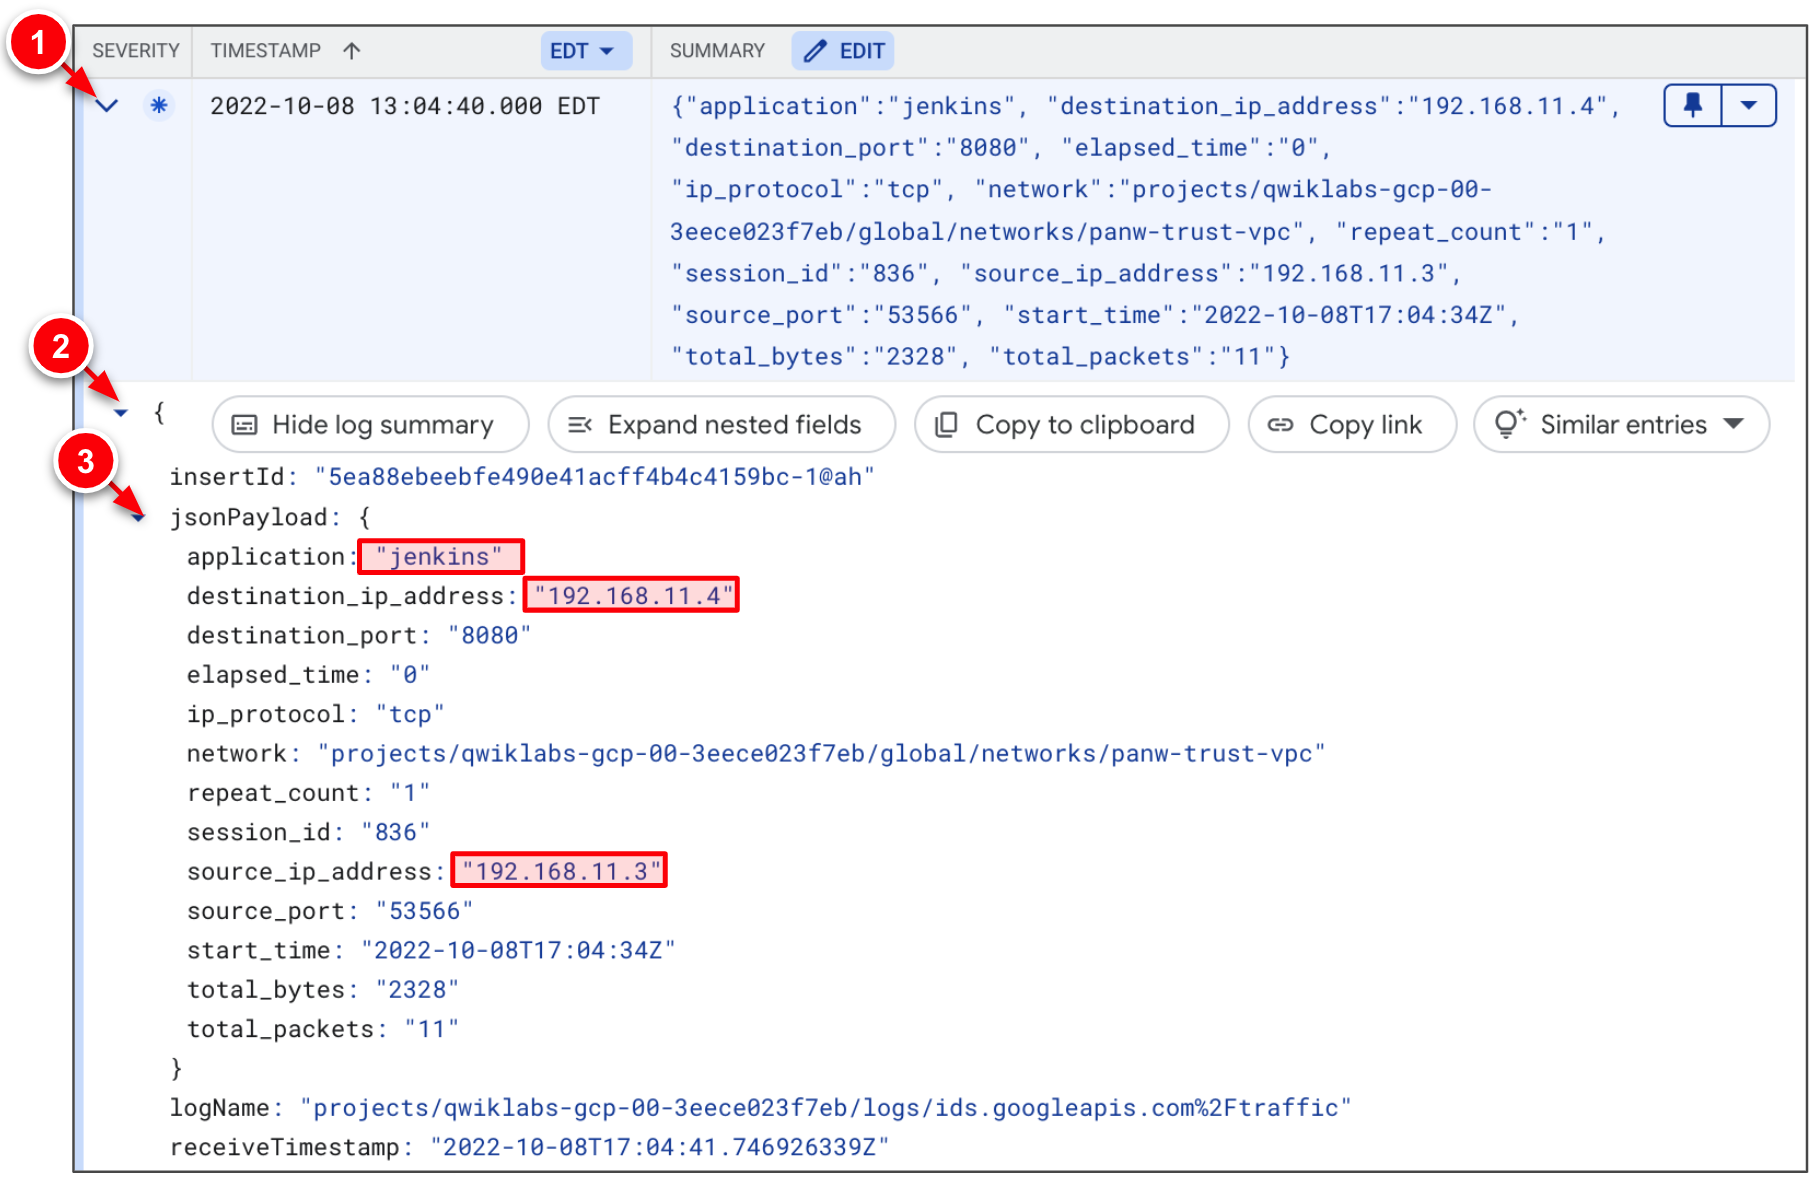 1
SEVERITY TIMESTAMP EDT SUMMARY EDIT
2022-10-08 13:04:40.000 EDT {"application":"jenkins", "destination_ip_address":"192.168.11.4",
"destination_port":"8080", "elapsed_time":"0",
"ip_protocol":"tcp", "network":"projects/qwiklabs-gcp-00-
3eece023f7eb/global/networks/panw-trust-vpc", "repeat_count":"1",
"session_id":"836", "source_ip_address":"192.168.11.3",
"source_port":"53566", "start_time":"2022-10-08T17:04:34Z",
2
"total_bytes":"2328", "total_packets":"11"}
{ Hide log summary Expand nested fields Copy to clipboard Copy link Similar entries
3
insertId: "5ea88ebeebfe490e41acff4b4c4159bc-1@ah"
jsonPayload: {
application: "jenkins"
destination_ip_address: "192.168.11.4"
destination_port: "8080"
elapsed_time: "0"
ip_protocol: "tcp"
network: "projects/qwiklabs-gcp-00-3eece023f7eb/global/networks/panw-trust-vpc"
repeat_count: "1"
session_id: "836"
source_ip_address: "192.168.11.3"
source_port: "53566"
start_time: "2022-10-08T17:04:34Z"
total_bytes: "2328"
total_packets: "11"
}
logName: "projects/qwiklabs-gcp-00-3eece023f7eb/logs/ids.googleapis.com%2Ftraffic"
receiveTimestamp: "2022-10-08T17:04:41.746926339Z"